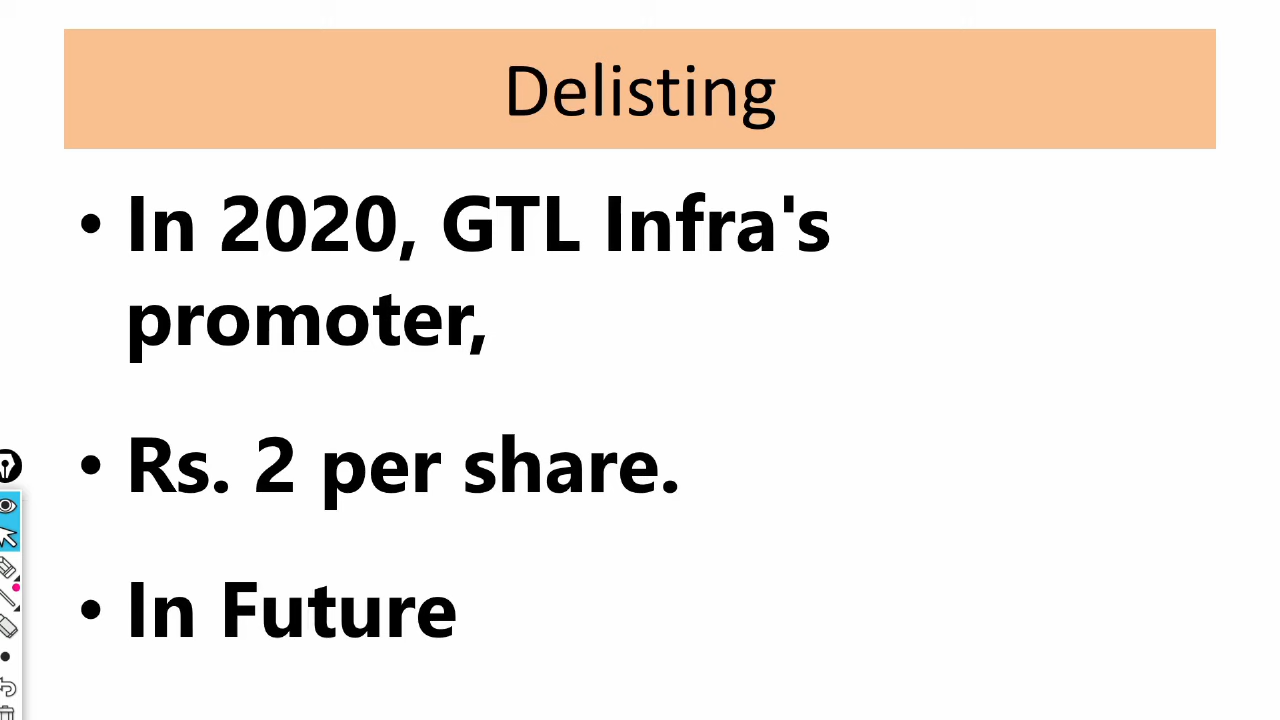 Delisting
• In 2020, GTL Infra's
promoter,
• Rs. 2 per share.
• In Future